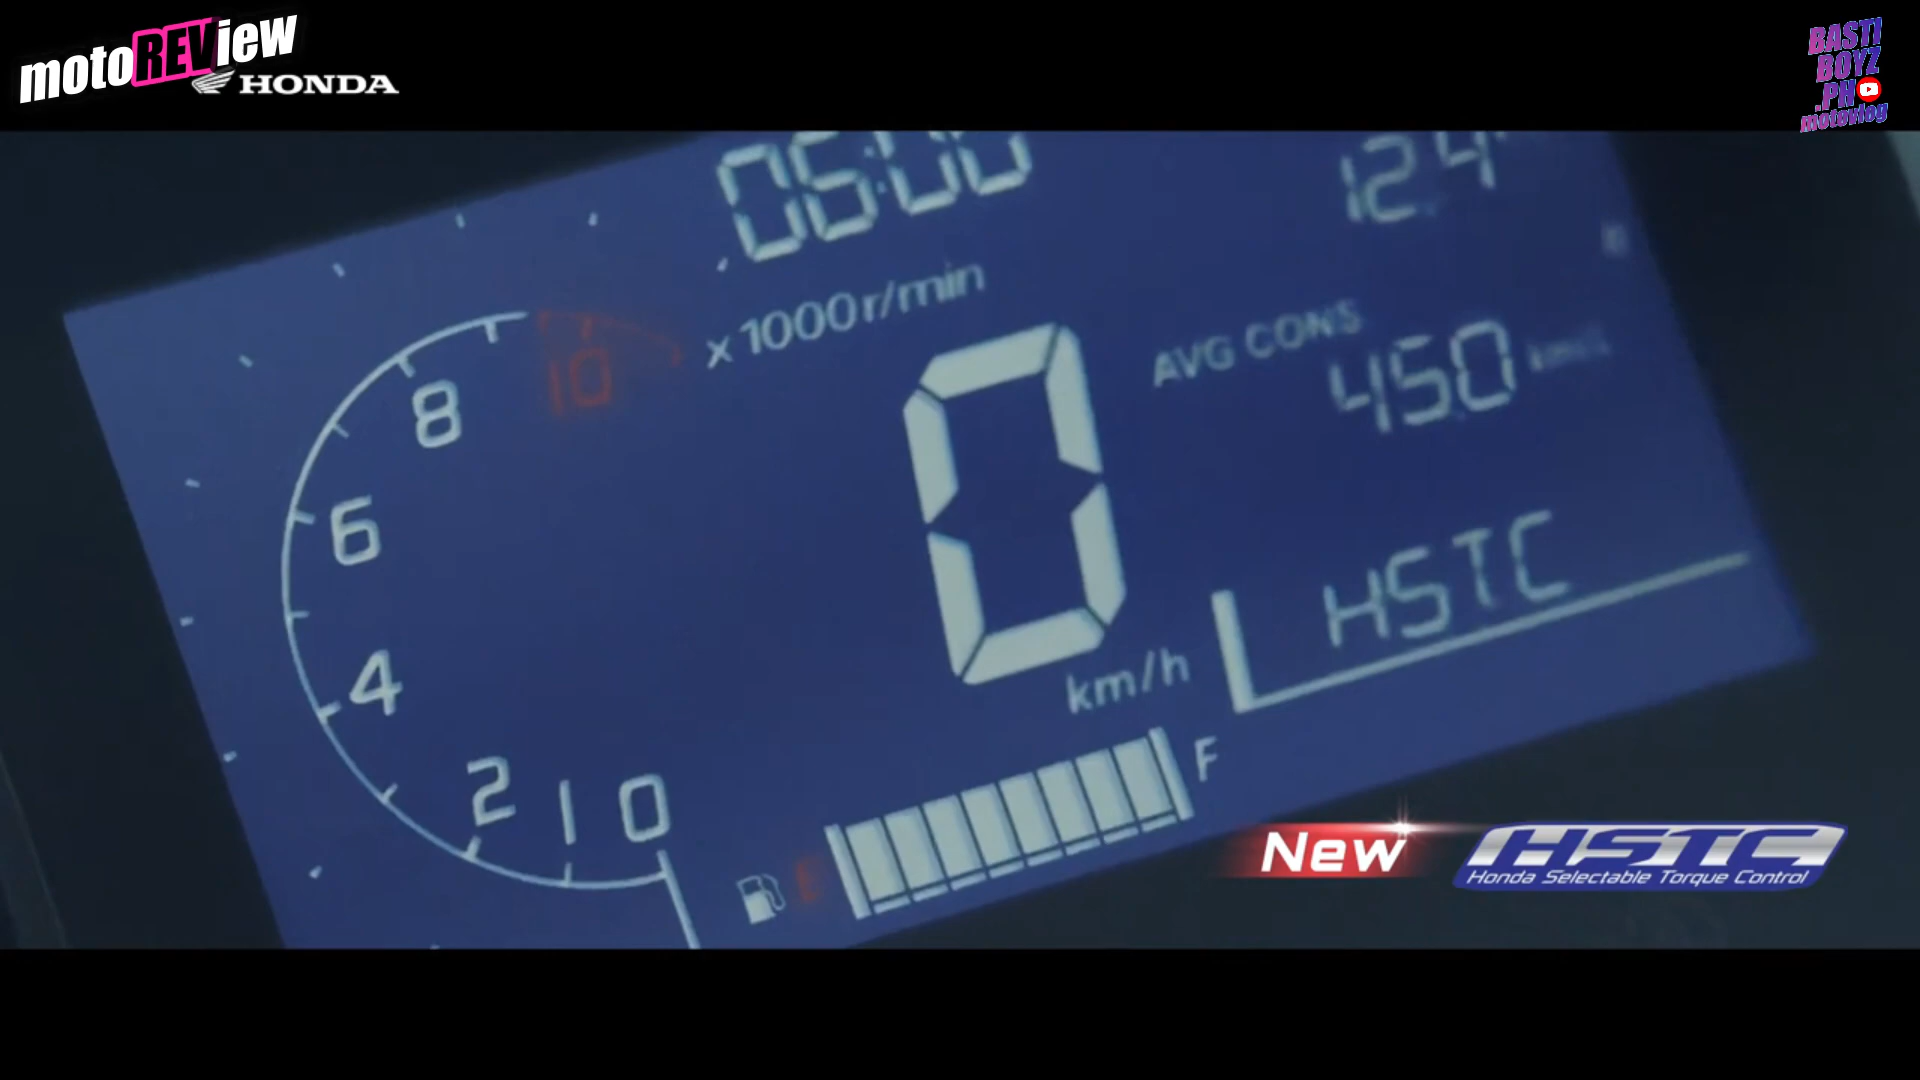 motoREView
HONDA
BASTI
BOYZ
.PH
motovlog
06:00
12.4
x1000r/min
10
AVG CONS
45.0
8
0
6
HSTC
4
km/h
2 1 0
F
E
New HSTC
Honda Selectable Torque Control